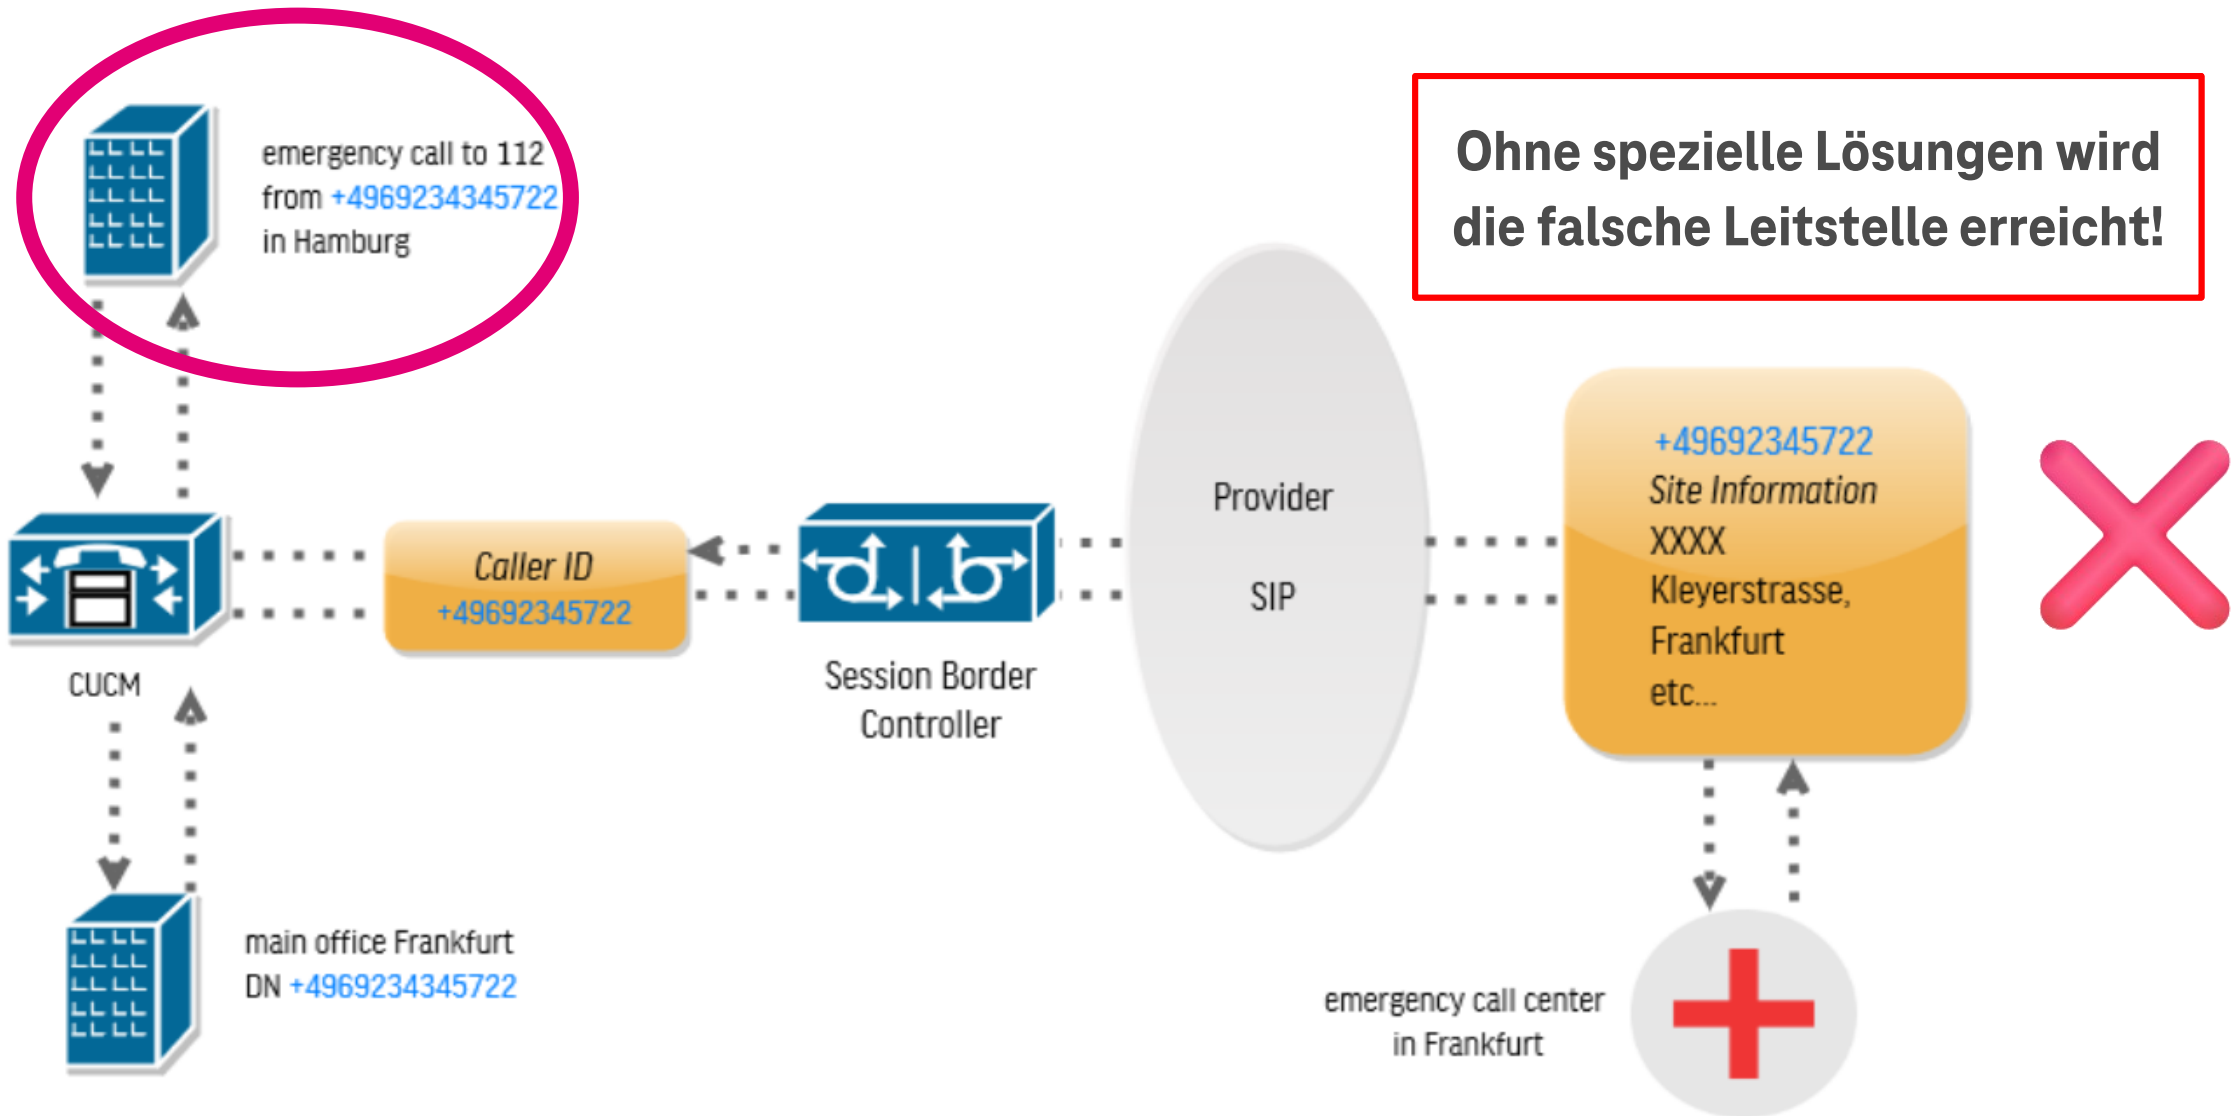 emergency call to 112
from +4969234345722
in Hamburg
Ohne spezielle Lösungen wird
die falsche Leitstelle erreicht!
Caller ID
+49692345722
CUCM
Session Border
Controller
Provider
SIP
+49692345722
Site Information
XXXX
Kleyerstrasse,
Frankfurt
etc...
main office Frankfurt
DN +4969234345722
emergency call center
in Frankfurt